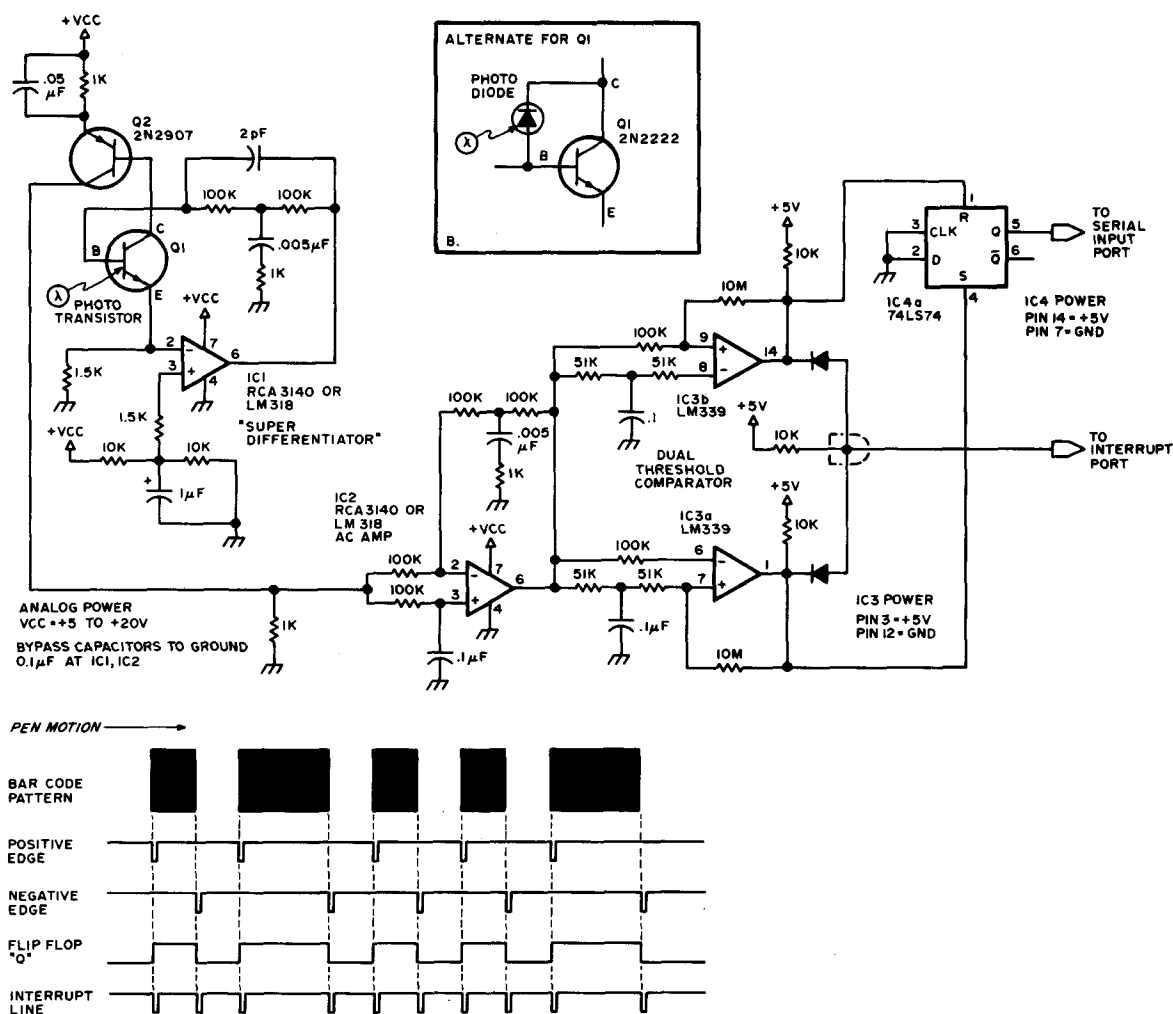 +VCC
.05
μF
1K
Q2
2N2907
2pF
100K
100K
.005μF
1K
C
B
Q1
E
λ
PHOTO
TRANSISTOR
+VCC
2
7
3
6
4
1.5K
1.5K
IC1
RCA3140 OR
LM318
"SUPER
DIFFERENTIATOR"
+VCC
10K
10K
+
1μF
ALTERNATE FOR Q1
PHOTO
DIODE
λ
C
Q1
2N2222
B
E
B.
+5V
10K
10M
100K
9
+
14
51K
51K
8
-
.1
IC3b
LM339
1
R
3
CLK
Q
5
2
D
Q̅
6
S
4
IC4a
74LS74
TO
SERIAL
INPUT
PORT
IC4 POWER
PIN 14=+5V
PIN 7=GND
+5V
10K
TO
INTERRUPT
PORT
DUAL
THRESHOLD
COMPARATOR
+5V
10K
IC3a
LM339
100K
6
-
1
51K
51K
7
+
.1μF
10M
IC3 POWER
PIN 3=+5V
PIN 12=GND
100K
100K
.005
μF
1K
IC2
RCA3140 OR
LM318
AC AMP
+VCC
100K
2
-
7
6
100K
3
+
4
.1μF
1K
ANALOG POWER
VCC=+5 TO +20V
BYPASS CAPACITORS TO GROUND
0.1μF AT IC1, IC2
PEN MOTION
BAR CODE
PATTERN
POSITIVE
EDGE
NEGATIVE
EDGE
FLIP FLOP
"Q"
INTERRUPT
LINE